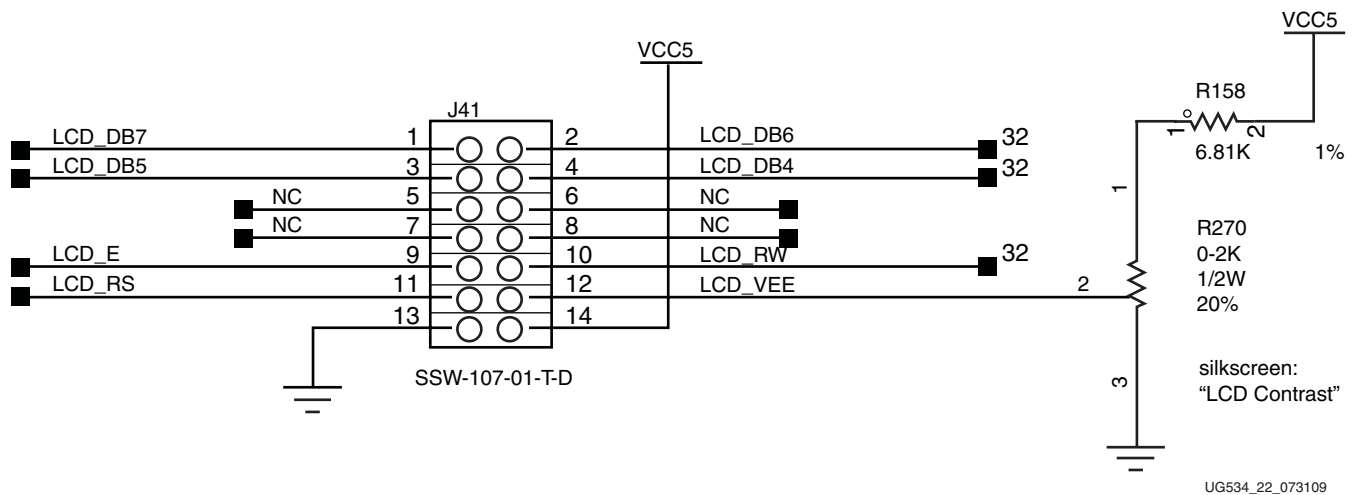 VCC5
VCC5
J41
R158
LCD_DB7 1 2 LCD_DB6 32
1 2
6.81K 1%
LCD_DB5 3 4 LCD_DB4 32
NC 5 6 NC
NC 7 8 NC
LCD_E 9 10 LCD_RW 32
LCD_RS 11 12 LCD_VEE 2
13 14
1
R270
0-2K
1/2W
20%
3
SSW-107-01-T-D
silkscreen:
“LCD Contrast”
UG534_22_073109